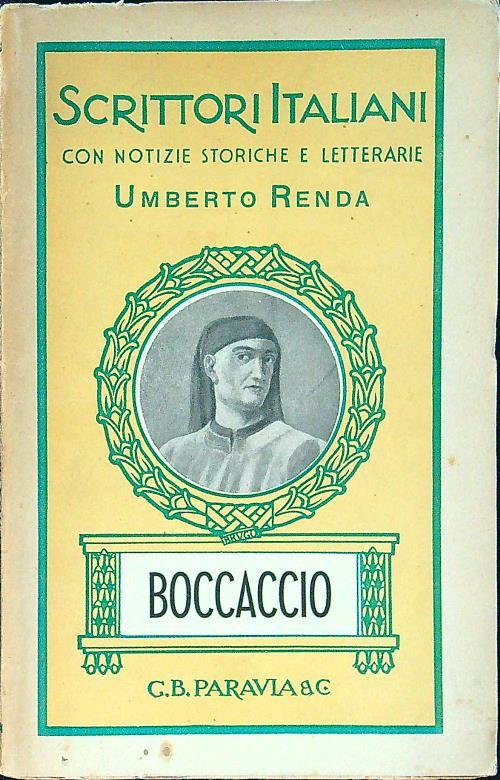 SCRITTORI ITALIANI
CON NOTIZIE STORICHE E LETTERARIE
UMBERTO RENDA
BRUGO
BOCCACCIO
G.B. PARAVIA & C